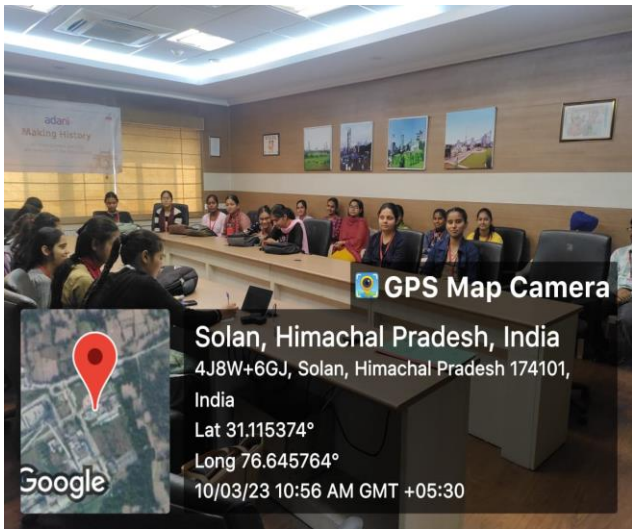 adani
Making History
GPS Map Camera
Solan, Himachal Pradesh, India
4J8W+6GJ, Solan, Himachal Pradesh 174101,
India
Lat 31.115374°
Long 76.645764°
10/03/23 10:56 AM GMT +05:30
Google